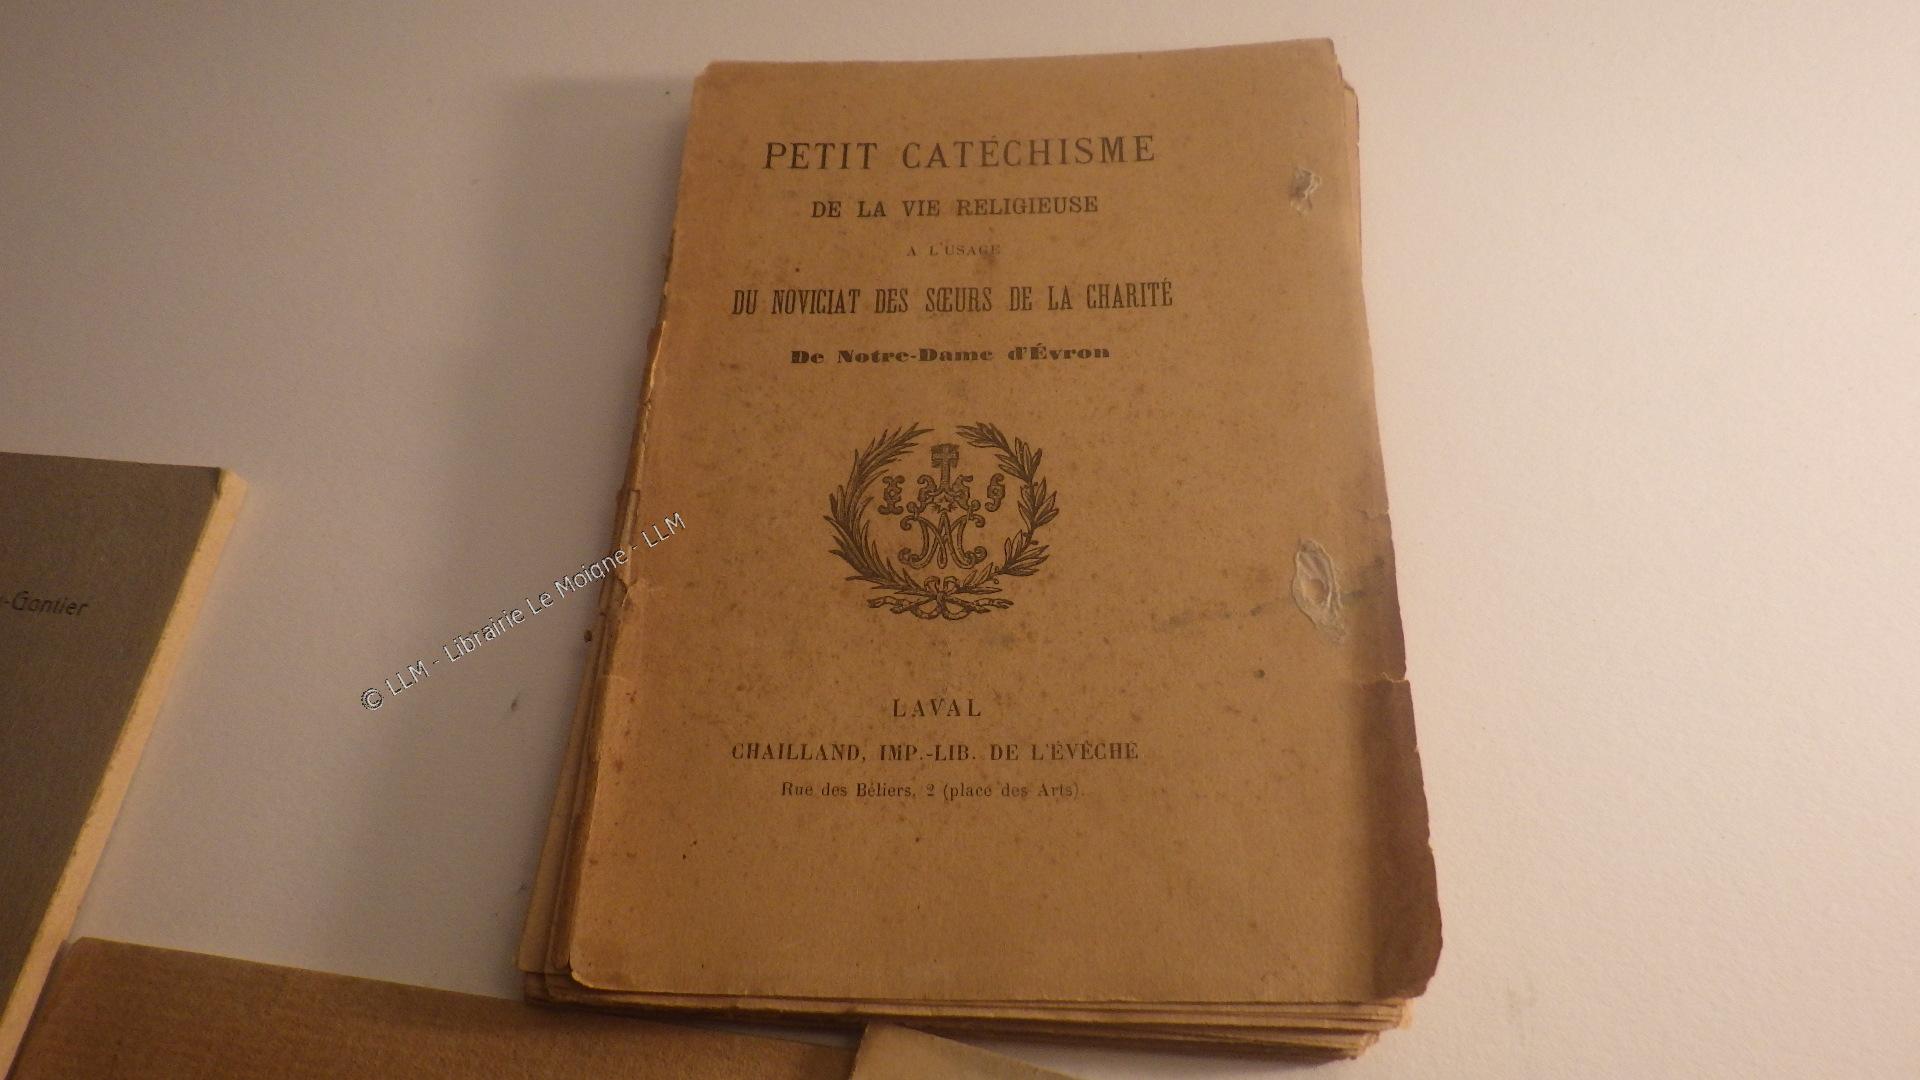 PETIT CATÉCHISME
DE LA VIE RELIGIEUSE
A L'USAGE
DU NOVICIAT DES SŒURS DE LA CHARITÉ
De Notre-Dame d'Évron
LAVAL
CHAILLAND, IMP.-LIB. DE L'ÉVÊCHÉ
Rue des Béliers, 2 (place des Arts).
-Gontier
© LLM - Librairie Le Moigne - LLM